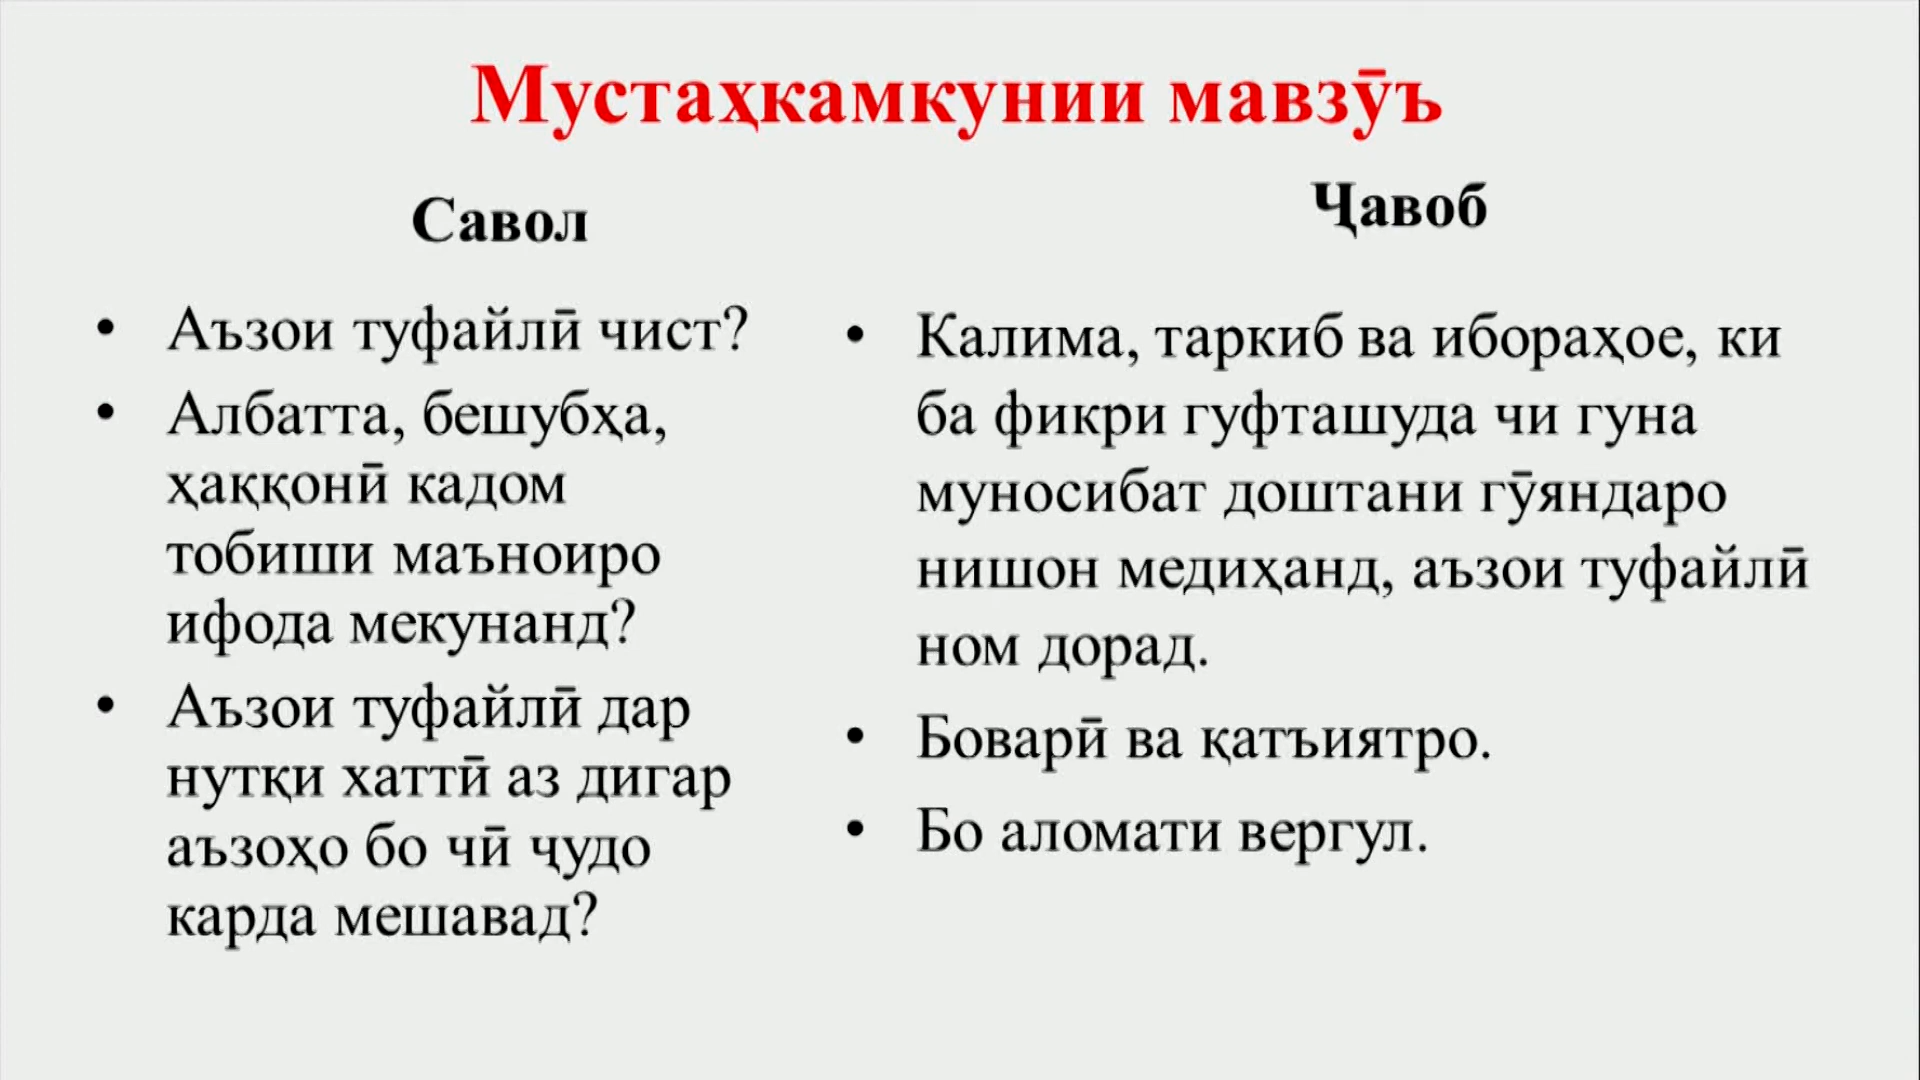 Мустаҳкамкунии мавзӯъ
Савол
• Аъзои туфайлӣ чист?
• Албатта, бешубҳа,
ҳаққонӣ кадом
тобиши маъноиро
ифода мекунанд?
• Аъзои туфайлӣ дар
нутқи хаттӣ аз дигар
аъзоҳо бо чӣ ҷудо
карда мешавад?
Ҷавоб
• Калима, таркиб ва ибораҳое, ки
ба фикри гуфташуда чи гуна
муносибат доштани гӯяндаро
нишон медиҳанд, аъзои туфайлӣ
ном дорад.
• Боварӣ ва қатъиятро.
• Бо аломати вергул.